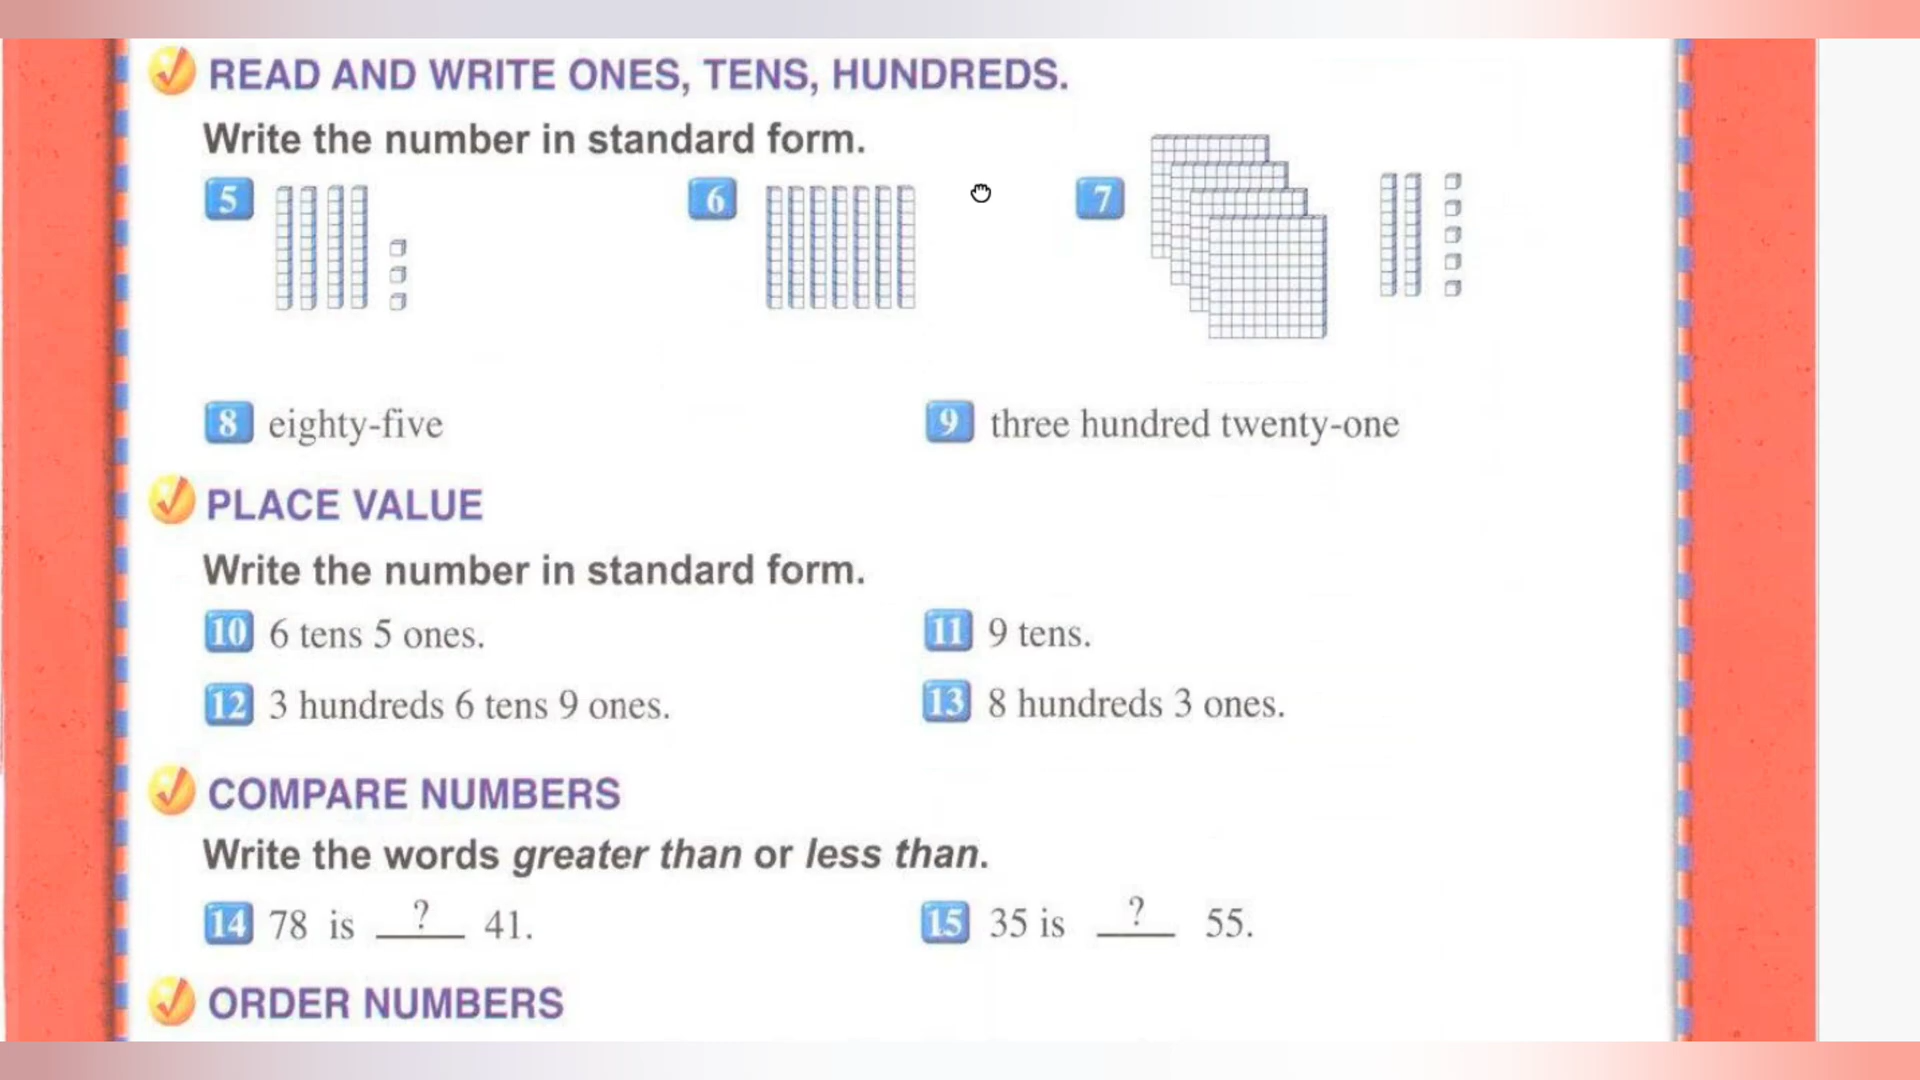 READ AND WRITE ONES, TENS, HUNDREDS.
Write the number in standard form.
5 6 7
8 eighty-five 9 three hundred twenty-one
PLACE VALUE
Write the number in standard form.
10 6 tens 5 ones. 11 9 tens.
12 3 hundreds 6 tens 9 ones. 13 8 hundreds 3 ones.
COMPARE NUMBERS
Write the words greater than or less than.
14 78 is ? 41. 15 35 is ? 55.
ORDER NUMBERS